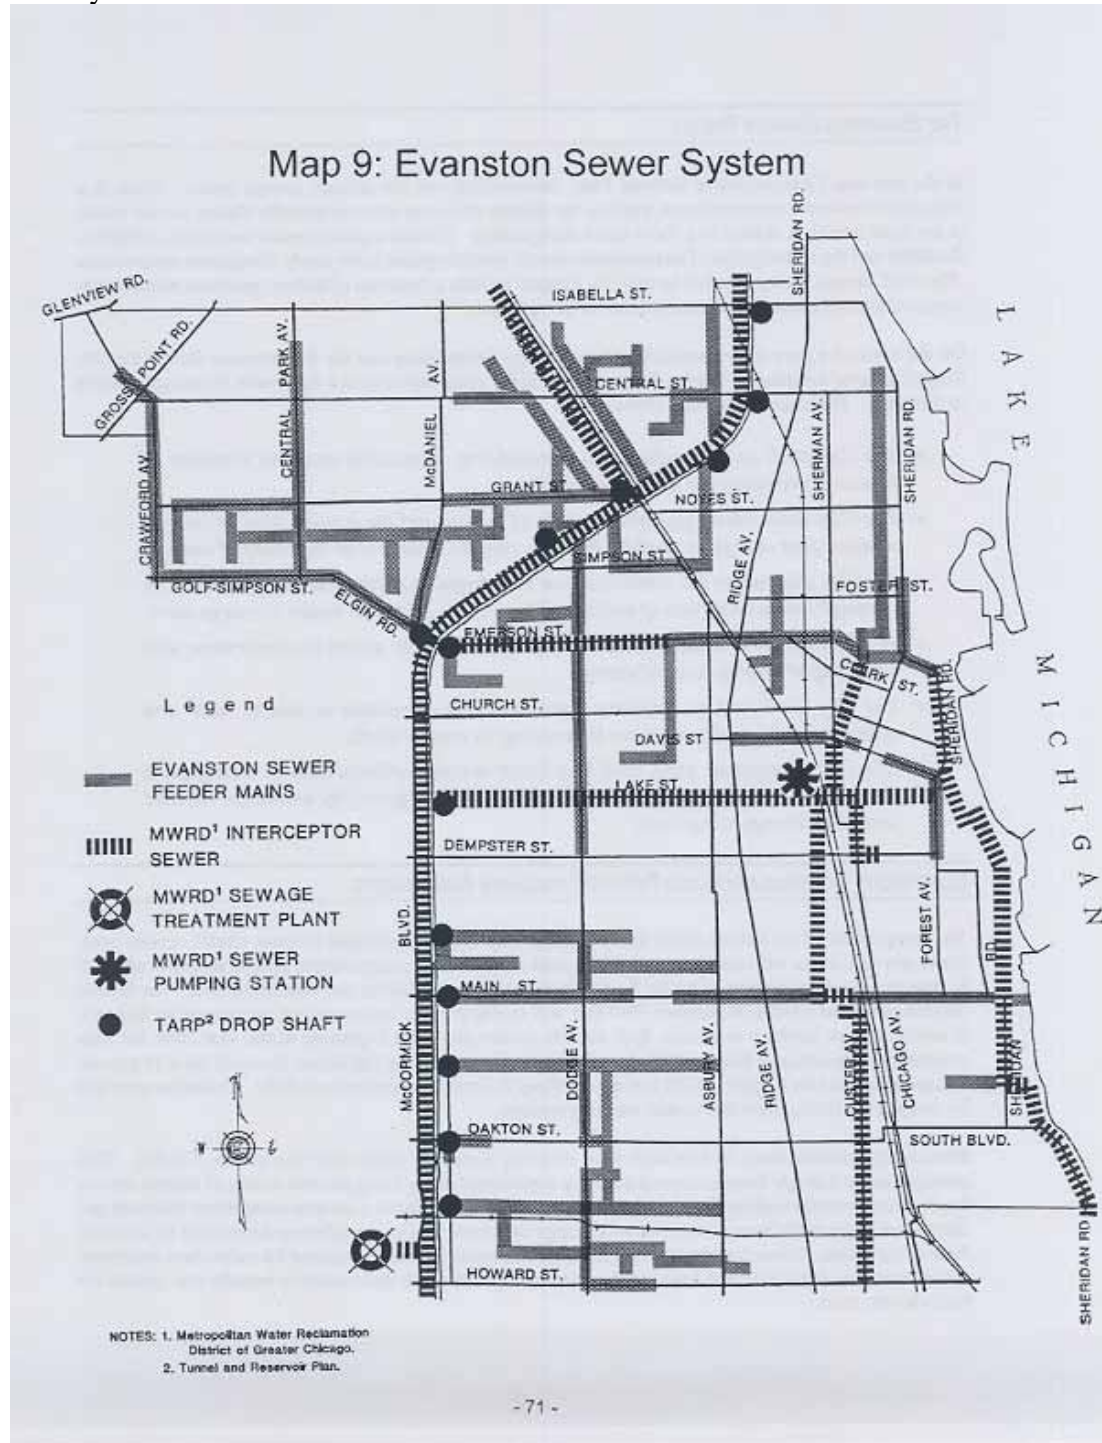 Map 9: Evanston Sewer System
SHERIDAN RD.
GLENVIEW RD.
ISABELLA ST.
GROSS POINT RD.
CENTRAL PARK AV.
McDANIEL AV.
CENTRAL ST.
CRAWFORD AV.
SHERMAN AV.
SHERIDAN RD.
GRANT ST.
NOYES ST.
SIMPSON ST.
RIDGE AV.
FOSTER ST.
GOLF-SIMPSON ST.
ELGIN RD.
EMERSON ST.
CLARK ST.
SHERIDAN RD.
CHURCH ST.
DAVIS ST
LAKE ST.
DEMPSTER ST.
LAKE MICHIGAN
Legend
EVANSTON SEWER
FEEDER MAINS
MWRD¹ INTERCEPTOR
SEWER
MWRD¹ SEWAGE
TREATMENT PLANT
MWRD¹ SEWER
PUMPING STATION
TARP² DROP SHAFT
McCORMICK BLVD.
FOREST AV.
MAIN ST.
DODGE AV.
ASBURY AV.
RIDGE AV.
CUSTER AV.
CHICAGO AV.
SHERIDAN RD.
OAKTON ST.
SOUTH BLVD.
HOWARD ST.
SHERIDAN RD
NOTES: 1. Metropolitan Water Reclamation
District of Greater Chicago.
2. Tunnel and Reservoir Plan.
- 71 -